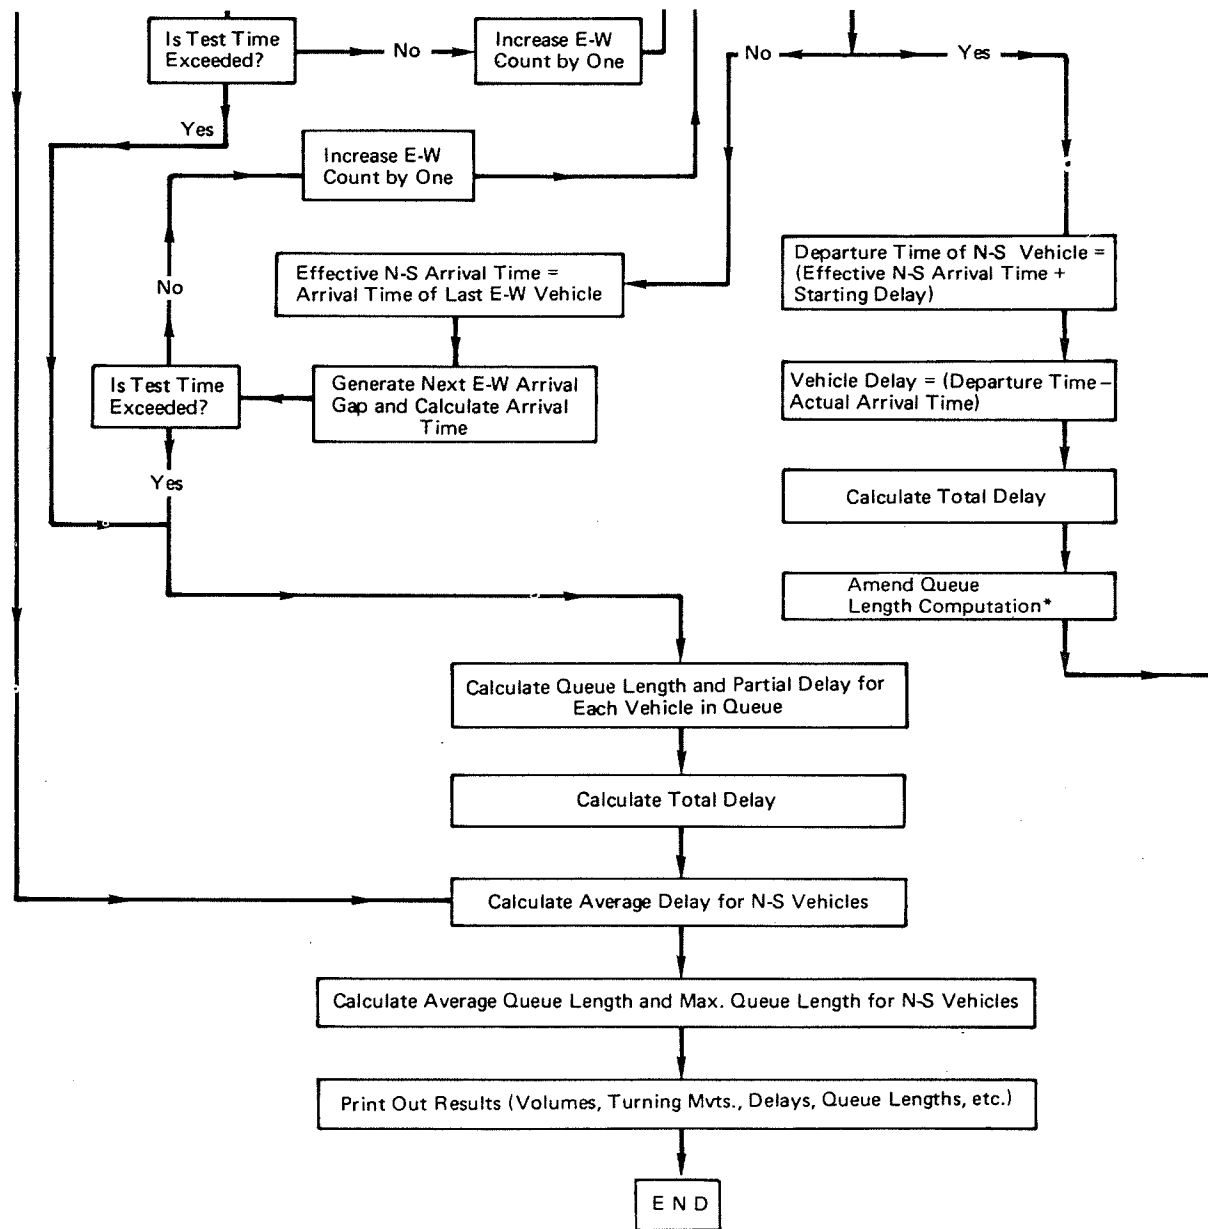 Is Test Time
Exceeded?
No
Increase E-W
Count by One
No
Yes
Yes
Increase E-W
Count by One
No
Effective N-S Arrival Time =
Arrival Time of Last E-W Vehicle
Departure Time of N-S Vehicle =
(Effective N-S Arrival Time +
Starting Delay)
Is Test Time
Exceeded?
Generate Next E-W Arrival
Gap and Calculate Arrival
Time
Vehicle Delay = (Departure Time –
Actual Arrival Time)
Yes
Calculate Total Delay
Amend Queue
Length Computation*
Calculate Queue Length and Partial Delay for
Each Vehicle in Queue
Calculate Total Delay
Calculate Average Delay for N-S Vehicles
Calculate Average Queue Length and Max. Queue Length for N-S Vehicles
Print Out Results (Volumes, Turning Mvts., Delays, Queue Lengths, etc.)
E N D